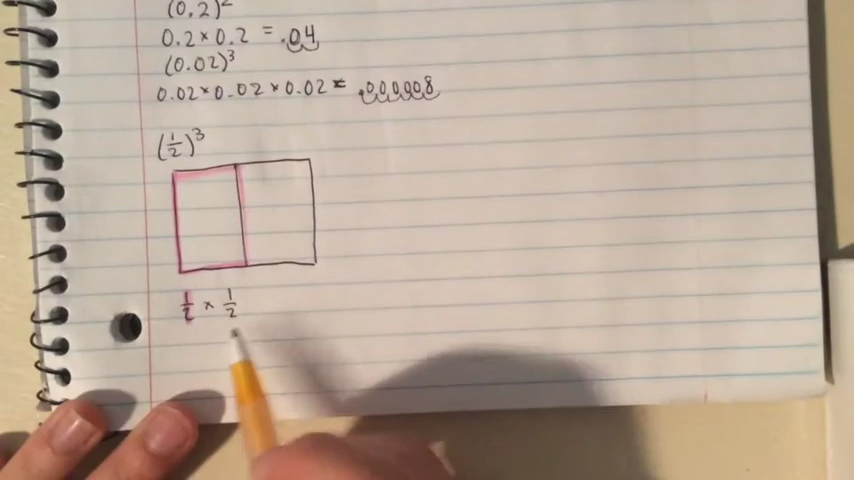 (0.2)²
0.2 × 0.2 = .04
(0.02)³
0.02 × 0.02 × 0.02 = .000008
(1/2)³
1/2 × 1/2